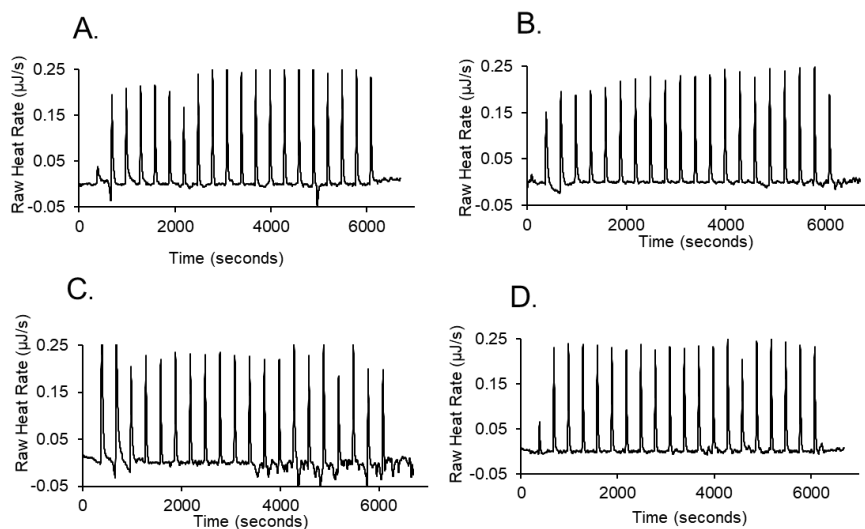 A.
Raw Heat Rate (µJ/s)
0.25
0.15
0.05
-0.05
0 2000 4000 6000
Time (seconds)
B.
Raw Heat Rate (µJ/s)
0.25
0.15
0.05
-0.05
0 2000 4000 6000
Time (seconds)
C.
Raw Heat Rate (µJ/s)
0.25
0.15
0.05
-0.05
0 2000 4000 6000
Time (seconds)
D.
Raw Heat Rate (µJ/s)
0.25
0.15
0.05
-0.05
0 2000 4000 6000
Time (seconds)